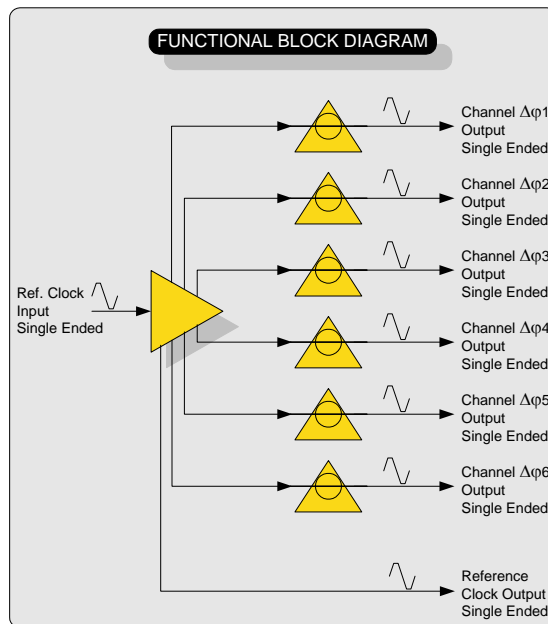 FUNCTIONAL BLOCK DIAGRAM
Channel Δφ1
Output
Single Ended
Channel Δφ2
Output
Single Ended
Channel Δφ3
Output
Single Ended
Ref. Clock
Input
Single Ended
Channel Δφ4
Output
Single Ended
Channel Δφ5
Output
Single Ended
Channel Δφ6
Output
Single Ended
Reference
Clock Output
Single Ended